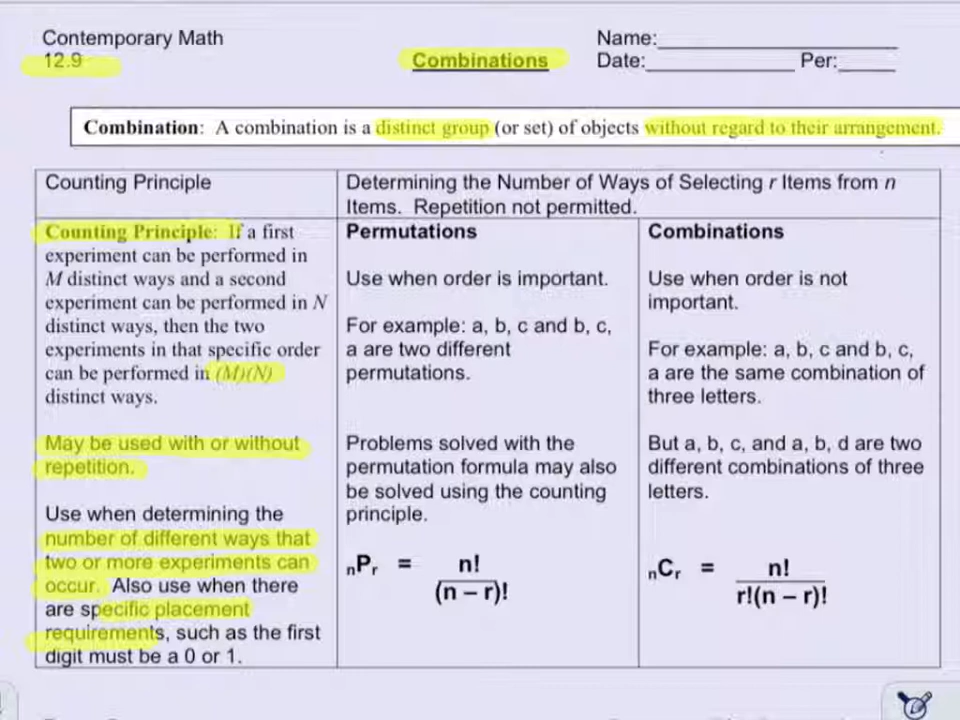 Contemporary Math
12.9
Combinations
Name:____________________
Date:_____________ Per:_____
Combination: A combination is a distinct group (or set) of objects without regard to their arrangement.
Counting Principle
Determining the Number of Ways of Selecting r Items from n
Items. Repetition not permitted.
Counting Principle: If a first
experiment can be performed in
M distinct ways and a second
experiment can be performed in N
distinct ways, then the two
experiments in that specific order
can be performed in (M)(N)
distinct ways.
May be used with or without
repetition.
Use when determining the
number of different ways that
two or more experiments can
occur. Also use when there
are specific placement
requirements, such as the first
digit must be a 0 or 1.
Permutations
Use when order is important.
For example: a, b, c and b, c,
a are two different
permutations.
Problems solved with the
permutation formula may also
be solved using the counting
principle.
nPr = n!
(n – r)!
Combinations
Use when order is not
important.
For example: a, b, c and b, c,
a are the same combination of
three letters.
But a, b, c, and a, b, d are two
different combinations of three
letters.
nCr = n!
r!(n – r)!